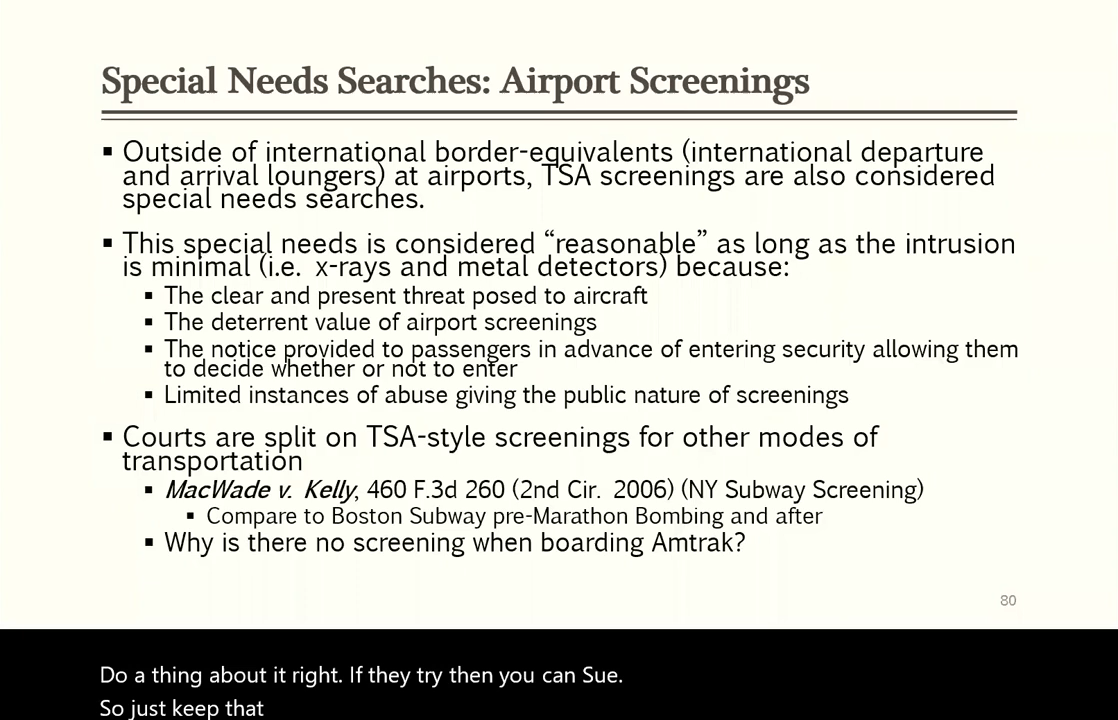 Special Needs Searches: Airport Screenings
▪ Outside of international border-equivalents (international departure
and arrival loungers) at airports, TSA screenings are also considered
special needs searches.
▪ This special needs is considered “reasonable” as long as the intrusion
is minimal (i.e. x-rays and metal detectors) because:
▪ The clear and present threat posed to aircraft
▪ The deterrent value of airport screenings
▪ The notice provided to passengers in advance of entering security allowing them
to decide whether or not to enter
▪ Limited instances of abuse giving the public nature of screenings
▪ Courts are split on TSA-style screenings for other modes of
transportation
▪ MacWade v. Kelly, 460 F.3d 260 (2nd Cir. 2006) (NY Subway Screening)
▪ Compare to Boston Subway pre-Marathon Bombing and after
▪ Why is there no screening when boarding Amtrak?
80
Do a thing about it right. If they try then you can Sue.
So just keep that